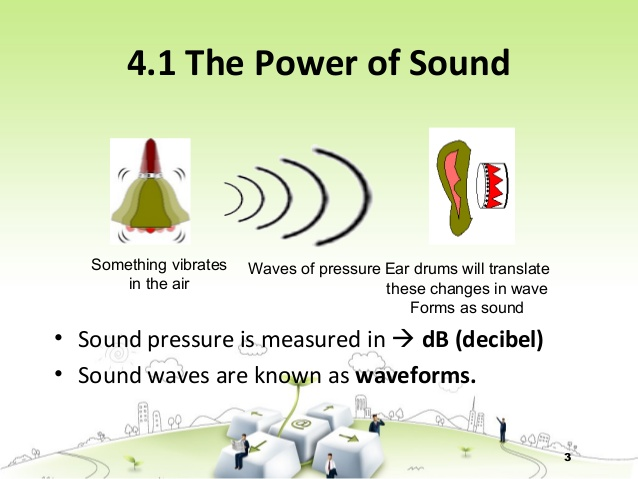 4.1 The Power of Sound
Something vibrates
in the air
Waves of pressure
Ear drums will translate
these changes in wave
Forms as sound
• Sound pressure is measured in → dB (decibel)
• Sound waves are known as waveforms.
@
3